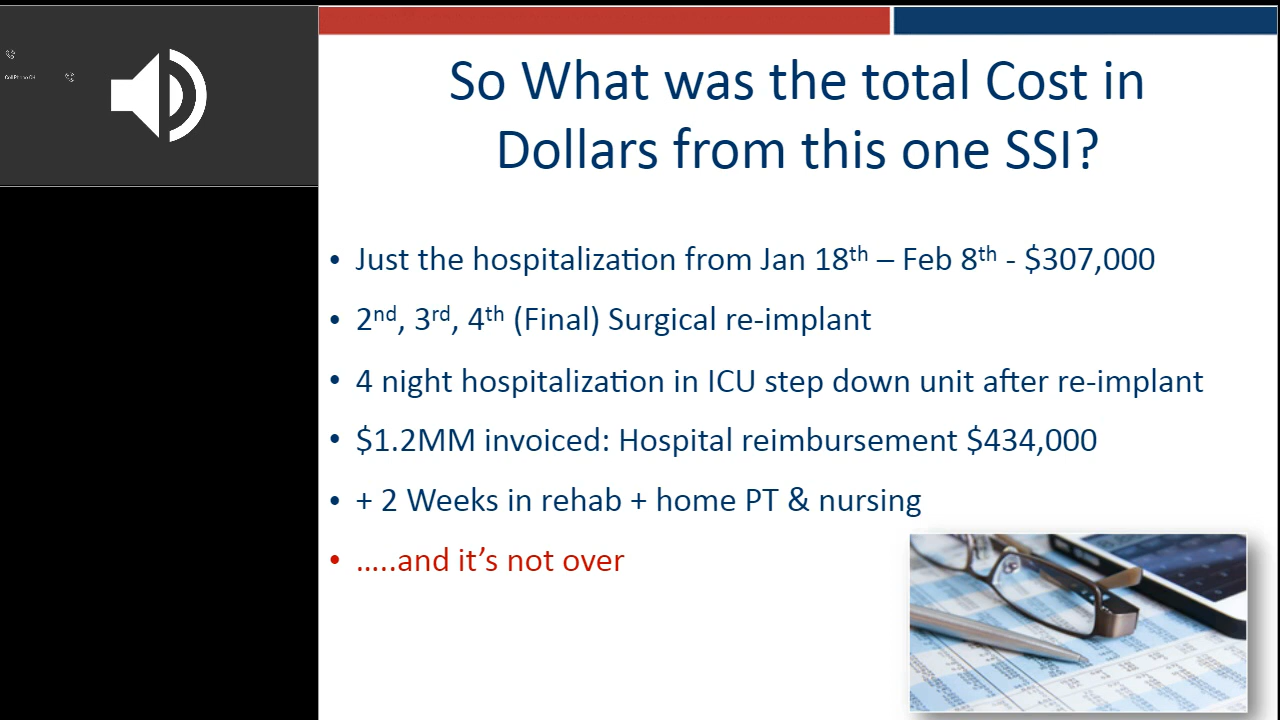 So What was the total Cost in
Dollars from this one SSI?
• Just the hospitalization from Jan 18th – Feb 8th - $307,000
• 2nd, 3rd, 4th (Final) Surgical re-implant
• 4 night hospitalization in ICU step down unit after re-implant
• $1.2MM invoiced: Hospital reimbursement $434,000
• + 2 Weeks in rehab + home PT & nursing
• …..and it’s not over